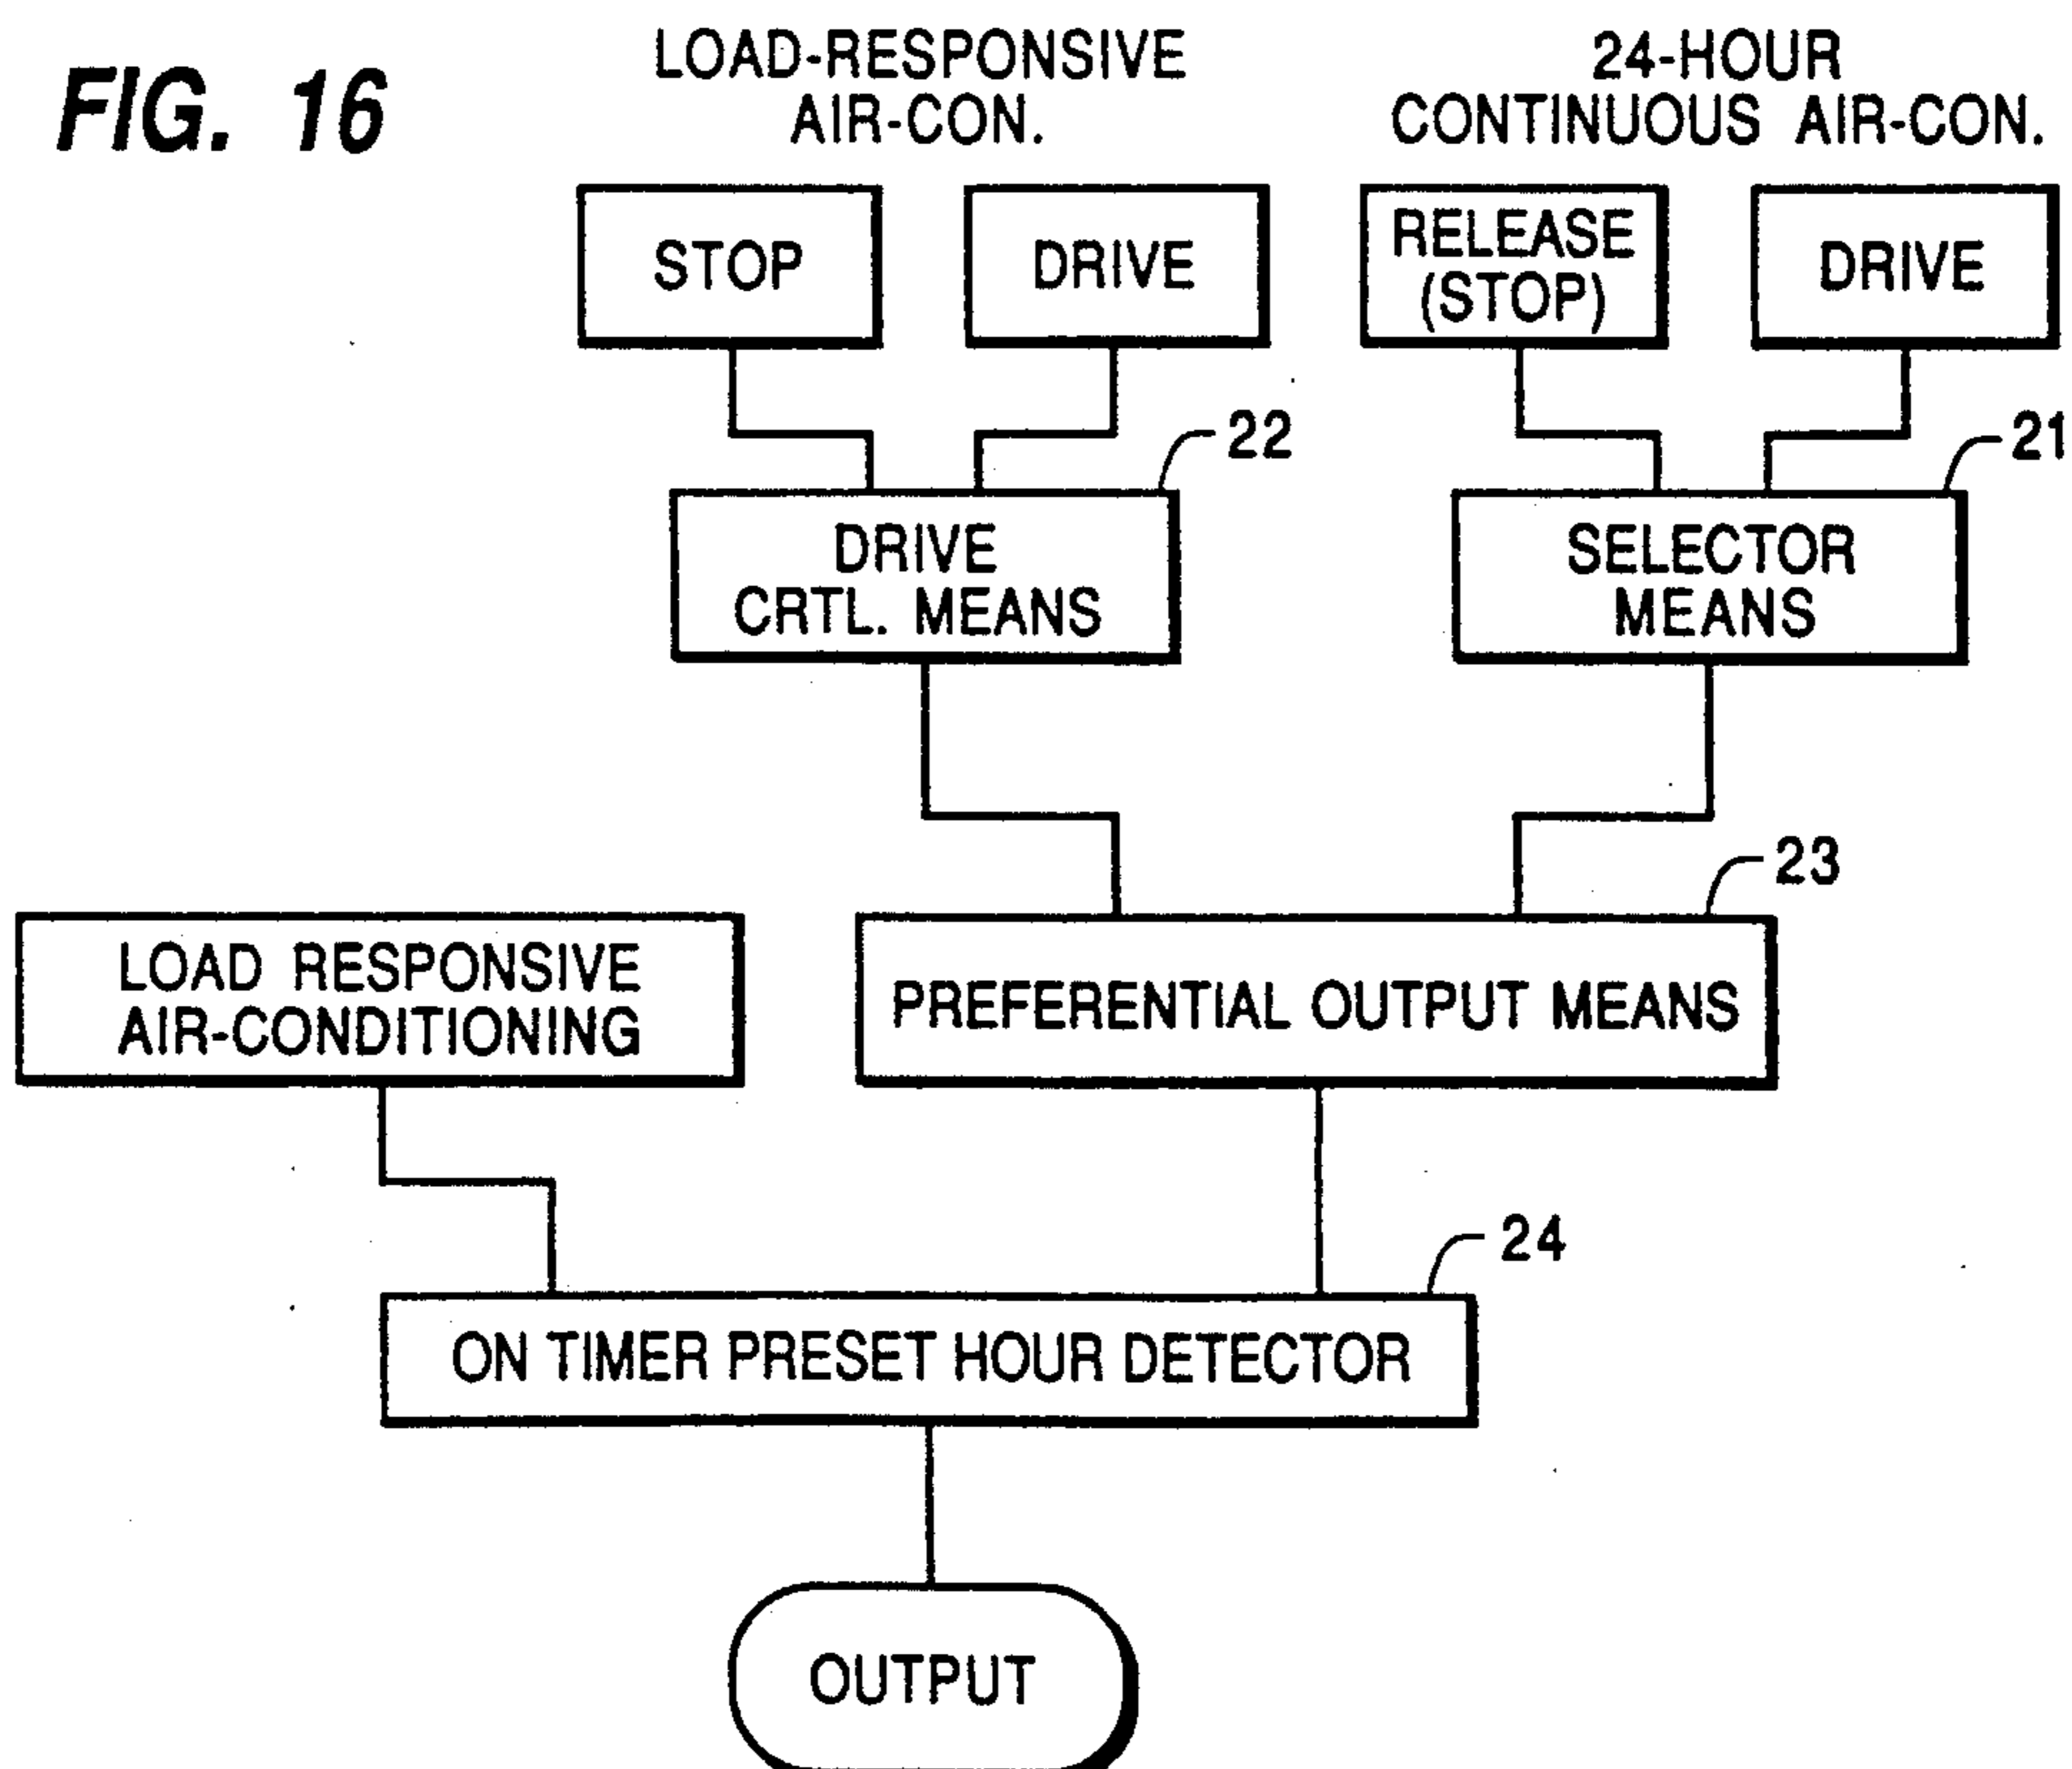 FIG. 16
LOAD-RESPONSIVE
AIR-CON.
24-HOUR
CONTINUOUS AIR-CON.
STOP
DRIVE
RELEASE
(STOP)
DRIVE
22
21
DRIVE
CRTL. MEANS
SELECTOR
MEANS
23
LOAD RESPONSIVE
AIR-CONDITIONING
PREFERENTIAL OUTPUT MEANS
24
ON TIMER PRESET HOUR DETECTOR
OUTPUT